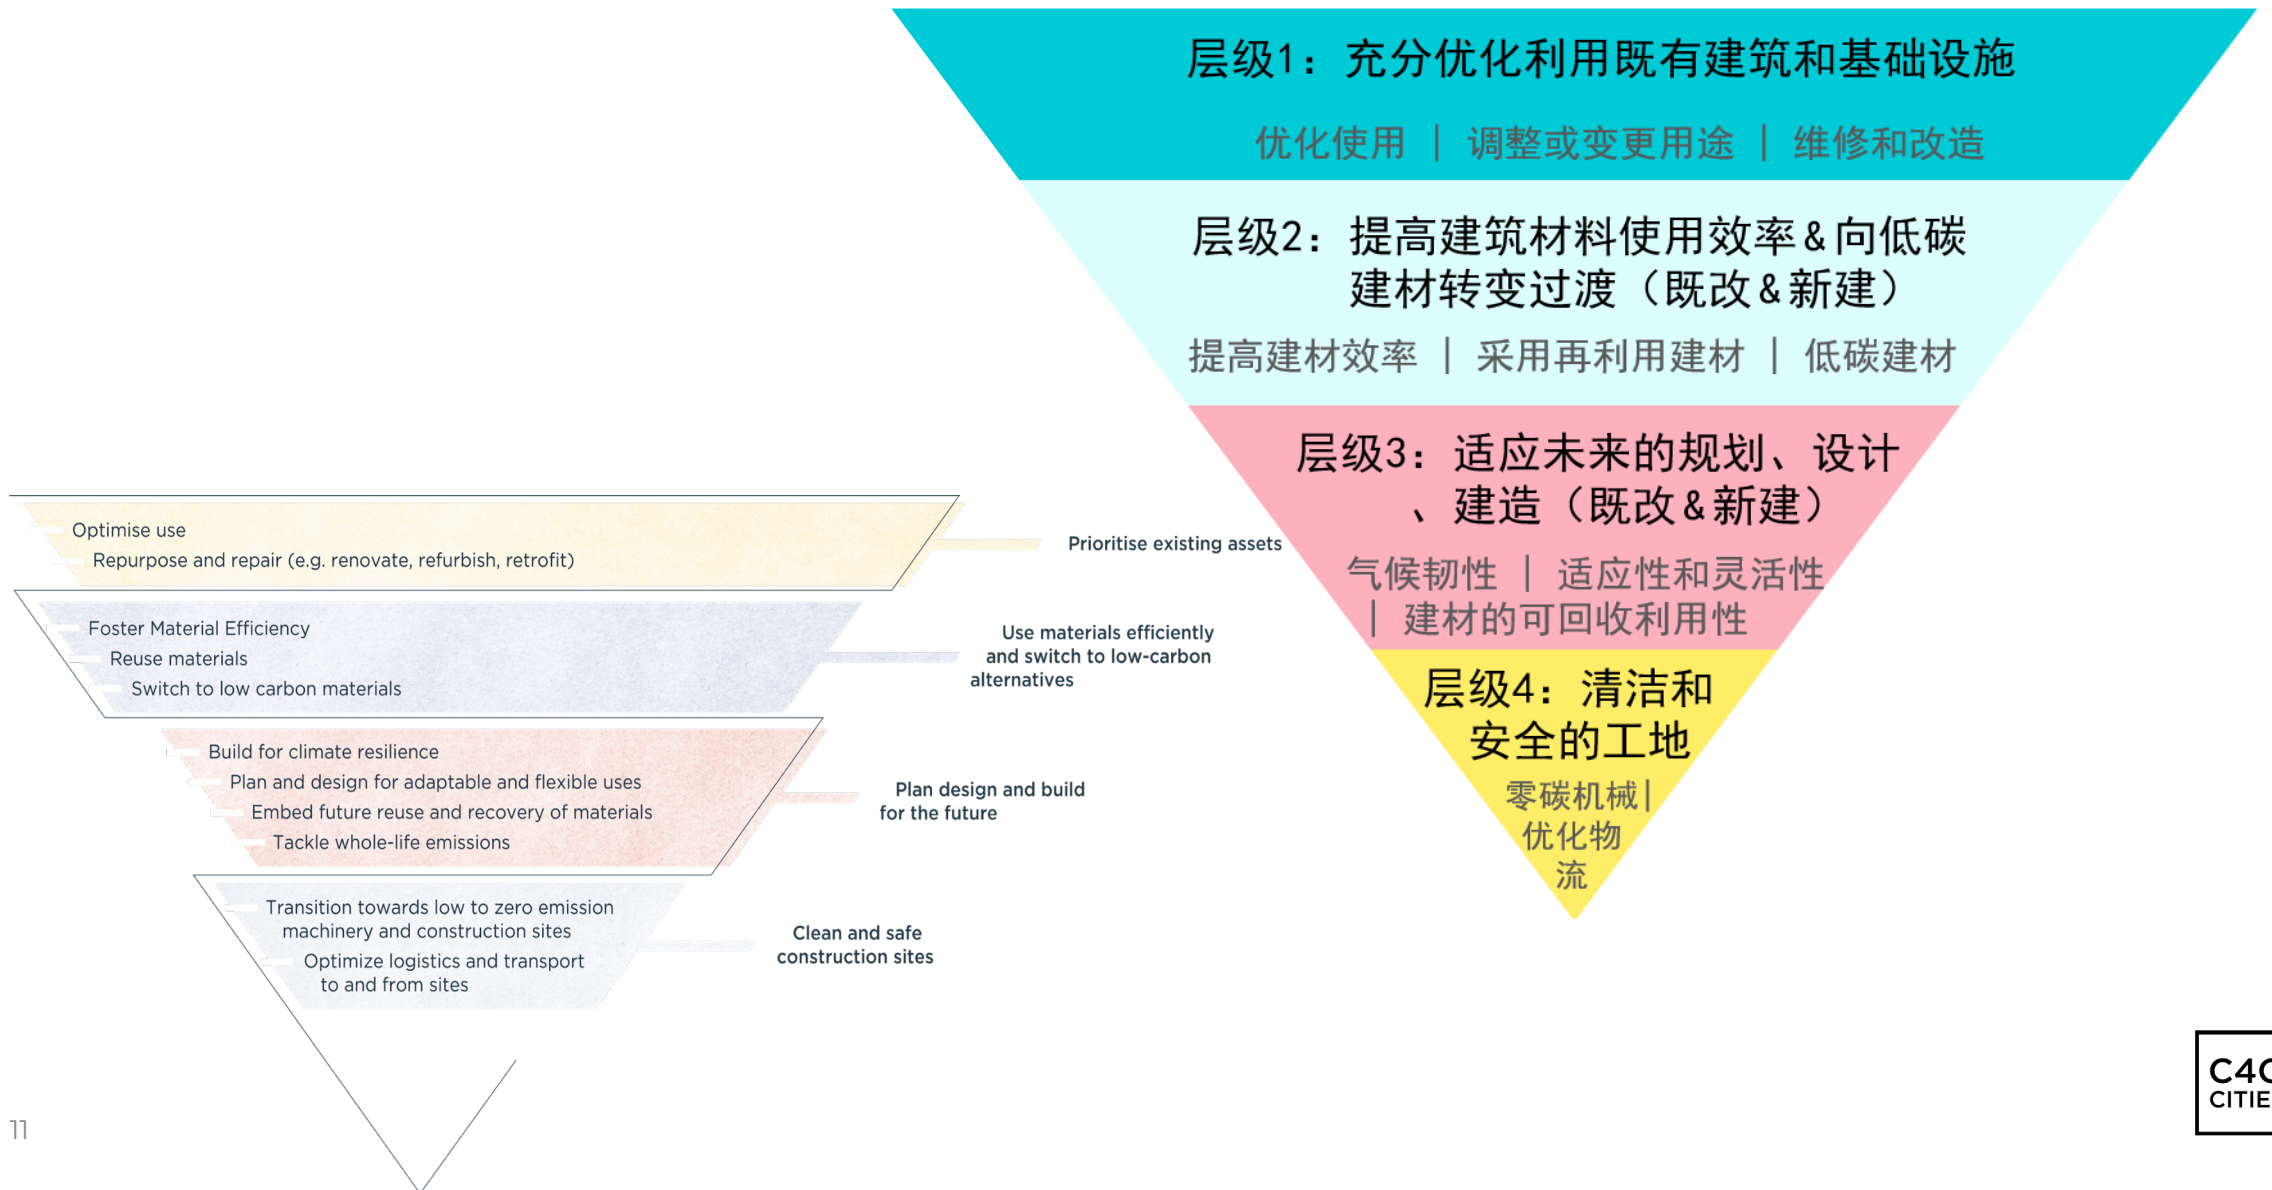 层级1：充分优化利用既有建筑和基础设施
优化使用 | 调整或变更用途 | 维修和改造
层级2：提高建筑材料使用效率&向低碳
建材转变过渡（既改&新建）
提高建材效率 | 采用再利用建材 | 低碳建材
层级3：适应未来的规划、设计
、建造（既改&新建）
气候韧性 | 适应性和灵活性
| 建材的可回收利用性
层级4：清洁和
安全的工地
零碳机械|
优化物
流
Optimise use
Repurpose and repair (e.g. renovate, refurbish, retrofit)
Prioritise existing assets
Foster Material Efficiency
Reuse materials
Switch to low carbon materials
Use materials efficiently
and switch to low-carbon
alternatives
Build for climate resilience
Plan and design for adaptable and flexible uses
Embed future reuse and recovery of materials
Tackle whole-life emissions
Plan design and build
for the future
Transition towards low to zero emission
machinery and construction sites
Optimize logistics and transport
to and from sites
Clean and safe
construction sites
11